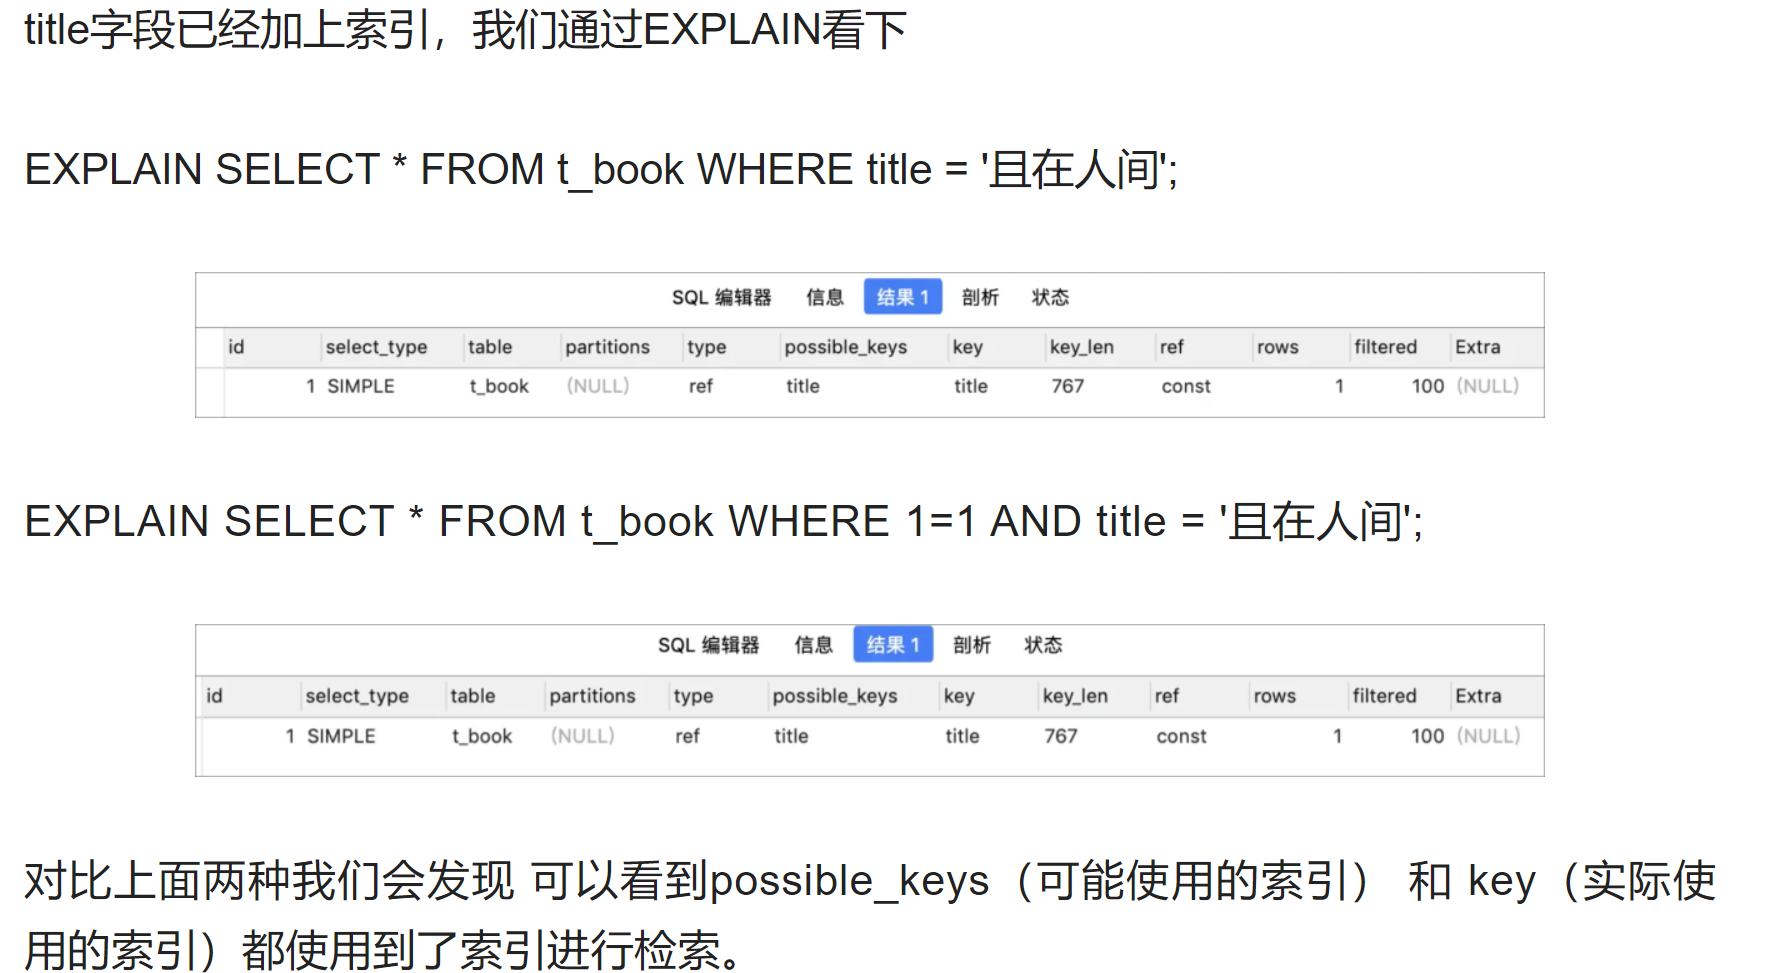 title字段已经加上索引，我们通过EXPLAIN看下
EXPLAIN SELECT * FROM t_book WHERE title = '且在人间';
SQL 编辑器 信息 结果 1 剖析 状态
id select_type table partitions type possible_keys key key_len ref rows filtered Extra
1 SIMPLE t_book (NULL) ref title title 767 const 1 100 (NULL)
EXPLAIN SELECT * FROM t_book WHERE 1=1 AND title = '且在人间';
SQL 编辑器 信息 结果 1 剖析 状态
id select_type table partitions type possible_keys key key_len ref rows filtered Extra
1 SIMPLE t_book (NULL) ref title title 767 const 1 100 (NULL)
对比上面两种我们会发现 可以看到possible_keys（可能使用的索引） 和 key（实际使
用的索引）都使用到了索引进行检索。